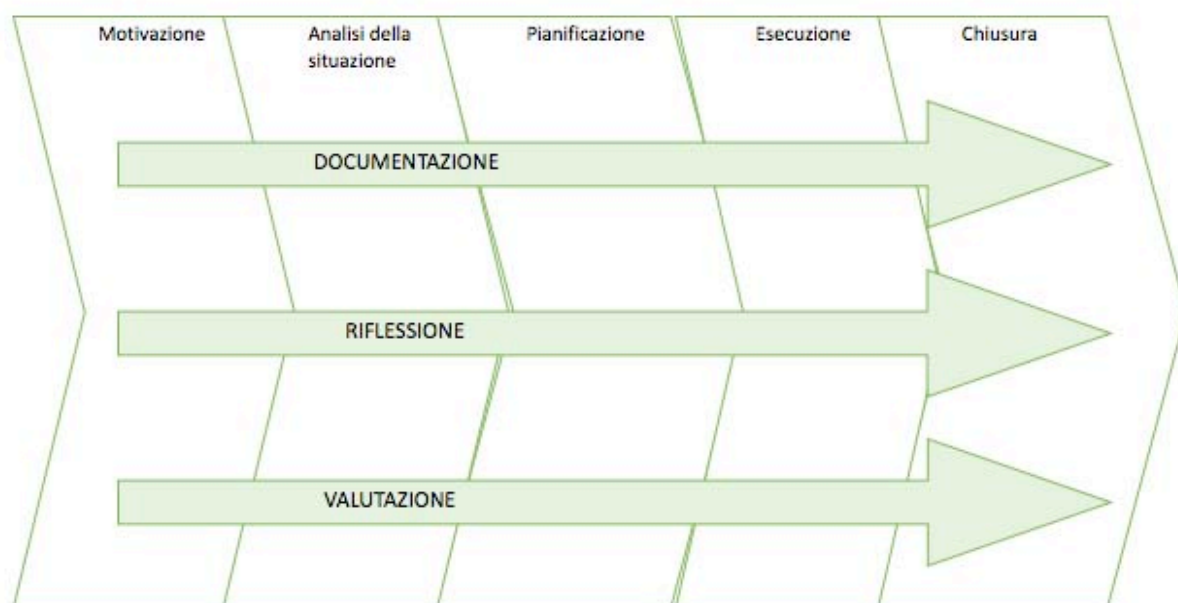 Motivazione
Analisi della
situazione
Pianificazione
Esecuzione
Chiusura
DOCUMENTAZIONE
RIFLESSIONE
VALUTAZIONE